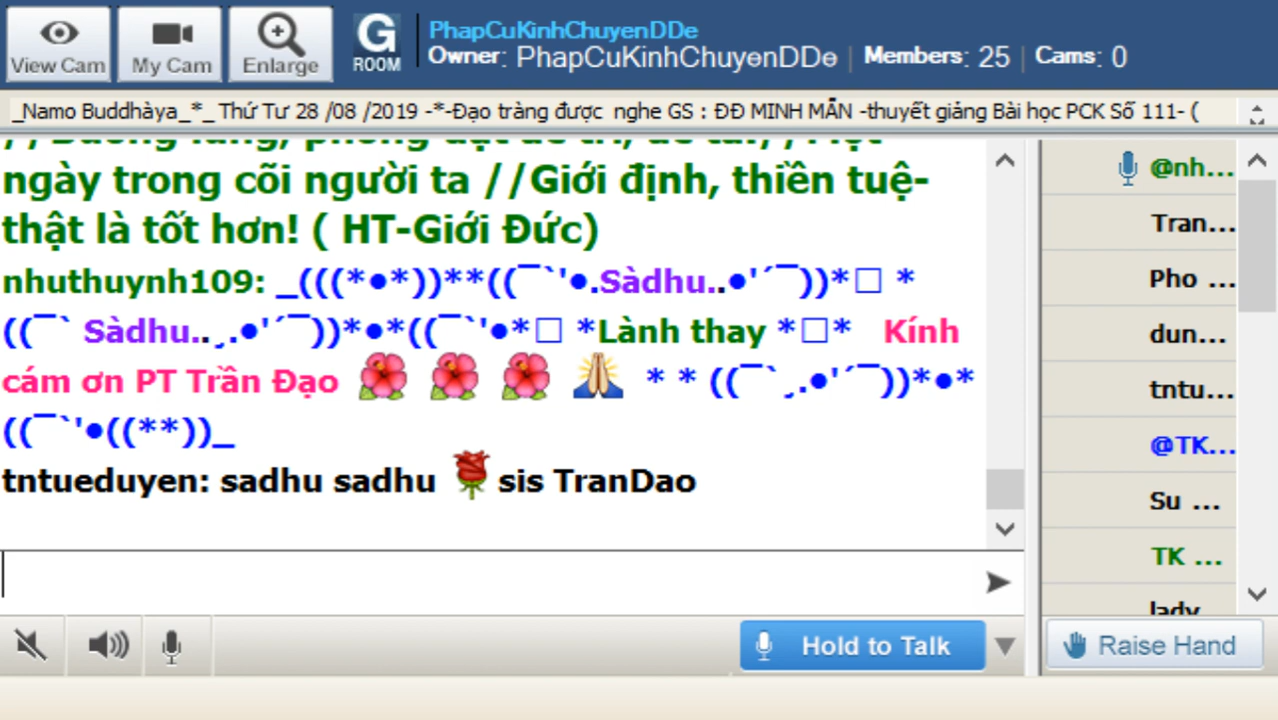 View Cam
My Cam
Enlarge
G
ROOM
PhapCuKinhChuyenDDe
Owner: PhapCuKinhChuyenDDe | Members: 25 | Cams: 0
_Namo Buddhàya_*_ Thứ Tư 28 /08 /2019 -*-Đạo tràng được nghe GS : ĐĐ MINH MẪN -thuyết giảng Bài học PCK Số 111- (
ngày trong cõi người ta //Giới định, thiền tuệ-
thật là tốt hơn! ( HT-Giới Đức)
nhuthuynh109: _(((*●*))**((¯`'●.Sàdhu..●'´¯))*□ *
((¯` Sàdhu..¸.●'´¯))*●*((¯`'●*□ *Lành thay *□* Kính
cám ơn PT Trần Đạo 🌺 🌺 🌺 🙏 * * ((¯`¸.●'´¯))*●*
((¯`'●((**))_
tntueduyen: sadhu sadhu 🌹sis TranDao
@nh...
Tran...
Pho ...
dun...
tntu...
@TK...
Su ...
TK ...
lady
Hold to Talk
Raise Hand